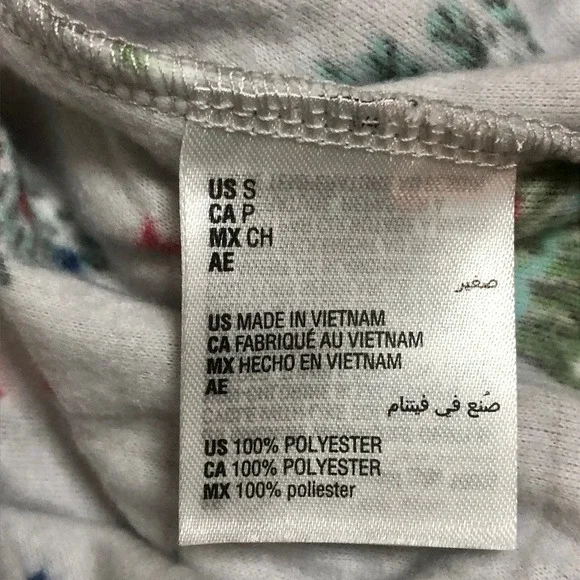 US S
CA P
MX CH
AE
صغير
US MADE IN VIETNAM
CA FABRIQUÉ AU VIETNAM
MX HECHO EN VIETNAM
AE
صُنع في فيتنام
US 100% POLYESTER
CA 100% POLYESTER
MX 100% poliester